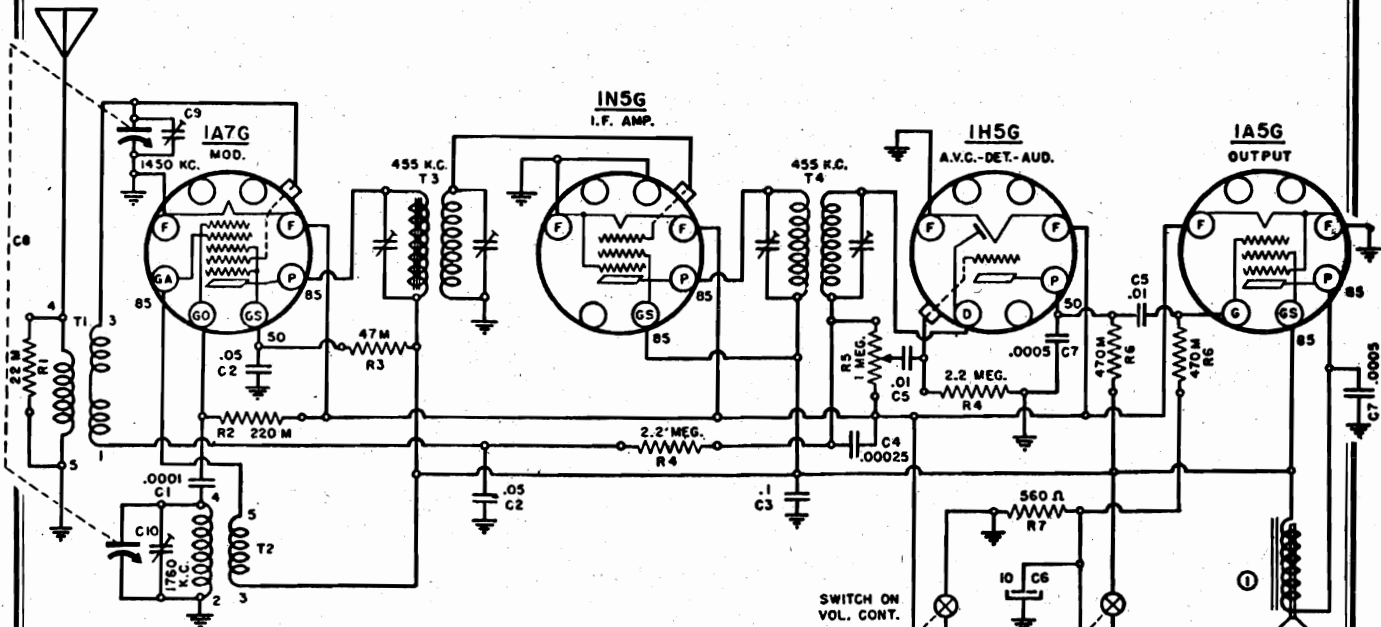 1A7G
MOD.
1N5G
I.F. AMP.
1H5G
A.V.C.-DET.-AUD.
1A5G
OUTPUT
C9
1450 KC.
455 K.C.
T3
455 K.C.
T4
C8
F
F
GA
P
GO
GS
85
85
50
F
F
P
GS
85
85
F
F
P
D
50
F
F
P
G
GS
85
85
C5
.01
4
T1
3
22 M
R1
5
1
.05
C2
47M
R3
R2
220 M
.0005
C7
R5
1 MEG.
.01
C5
2.2 MEG.
R4
470M
R6
470M
R6
.0005
C7
2.2 MEG.
R4
C4
.00025
.0001
C1
4
5
.05
C2
.1
C3
560 Ω
R7
C10
1760
K.C.
T2
2
3
SWITCH ON
VOL. CONT.
10
C6
1